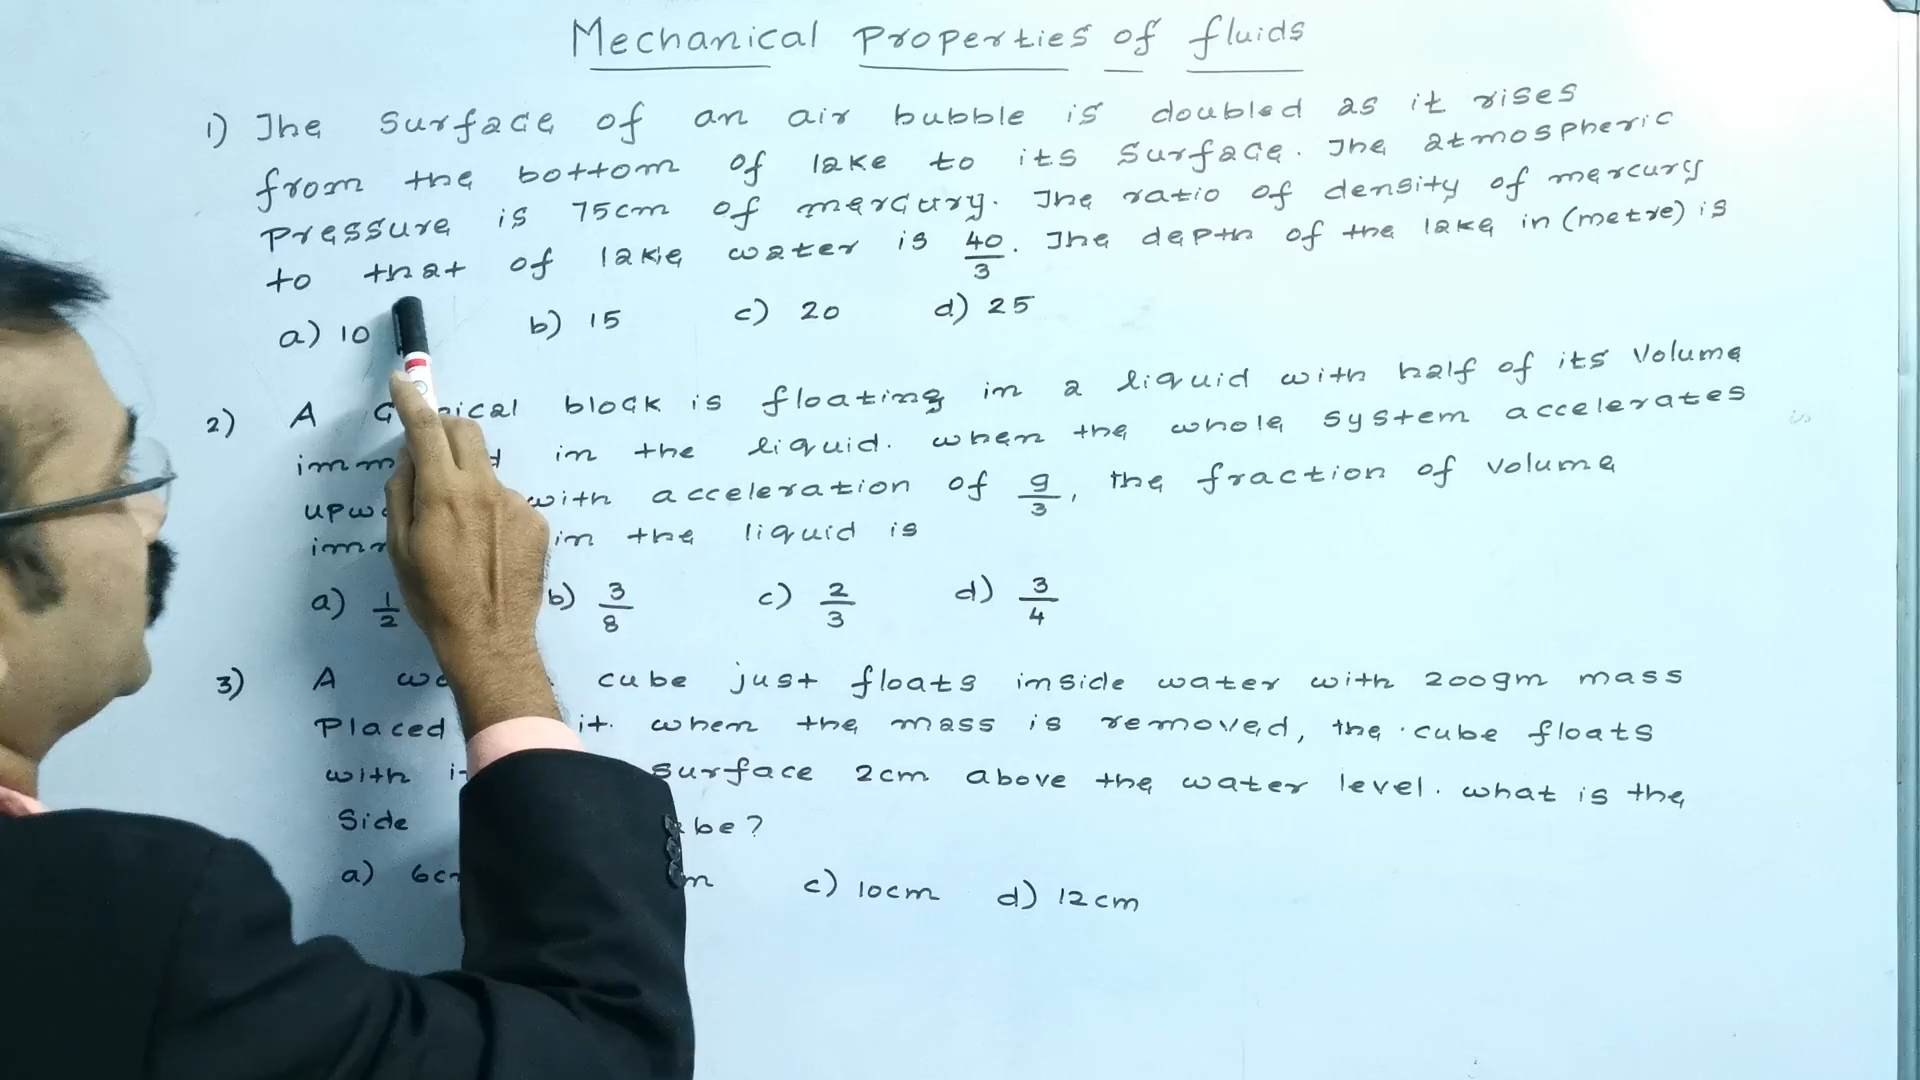 Mechanical Properties of fluids
1) The surface of an air bubble is doubled as it rises
from the bottom of lake to its surface. The atmospheric
pressure is 75cm of mercury. The ratio of density of mercury
to that of lake water is 40/3. The depth of the lake in (metre) is
a) 10 b) 15 c) 20 d) 25
2) A block is floating in a liquid with half of its volume
in the liquid. when the whole system accelerates
with acceleration of g/3, the fraction of volume
in the liquid is
a) 1/2 b) 3/8 c) 2/3 d) 3/4
3) A cube just floats inside water with 200gm mass
Placed it. when the mass is removed, the cube floats
with surface 2cm above the water level. what is the
Side be?
a) c) 10cm d) 12cm